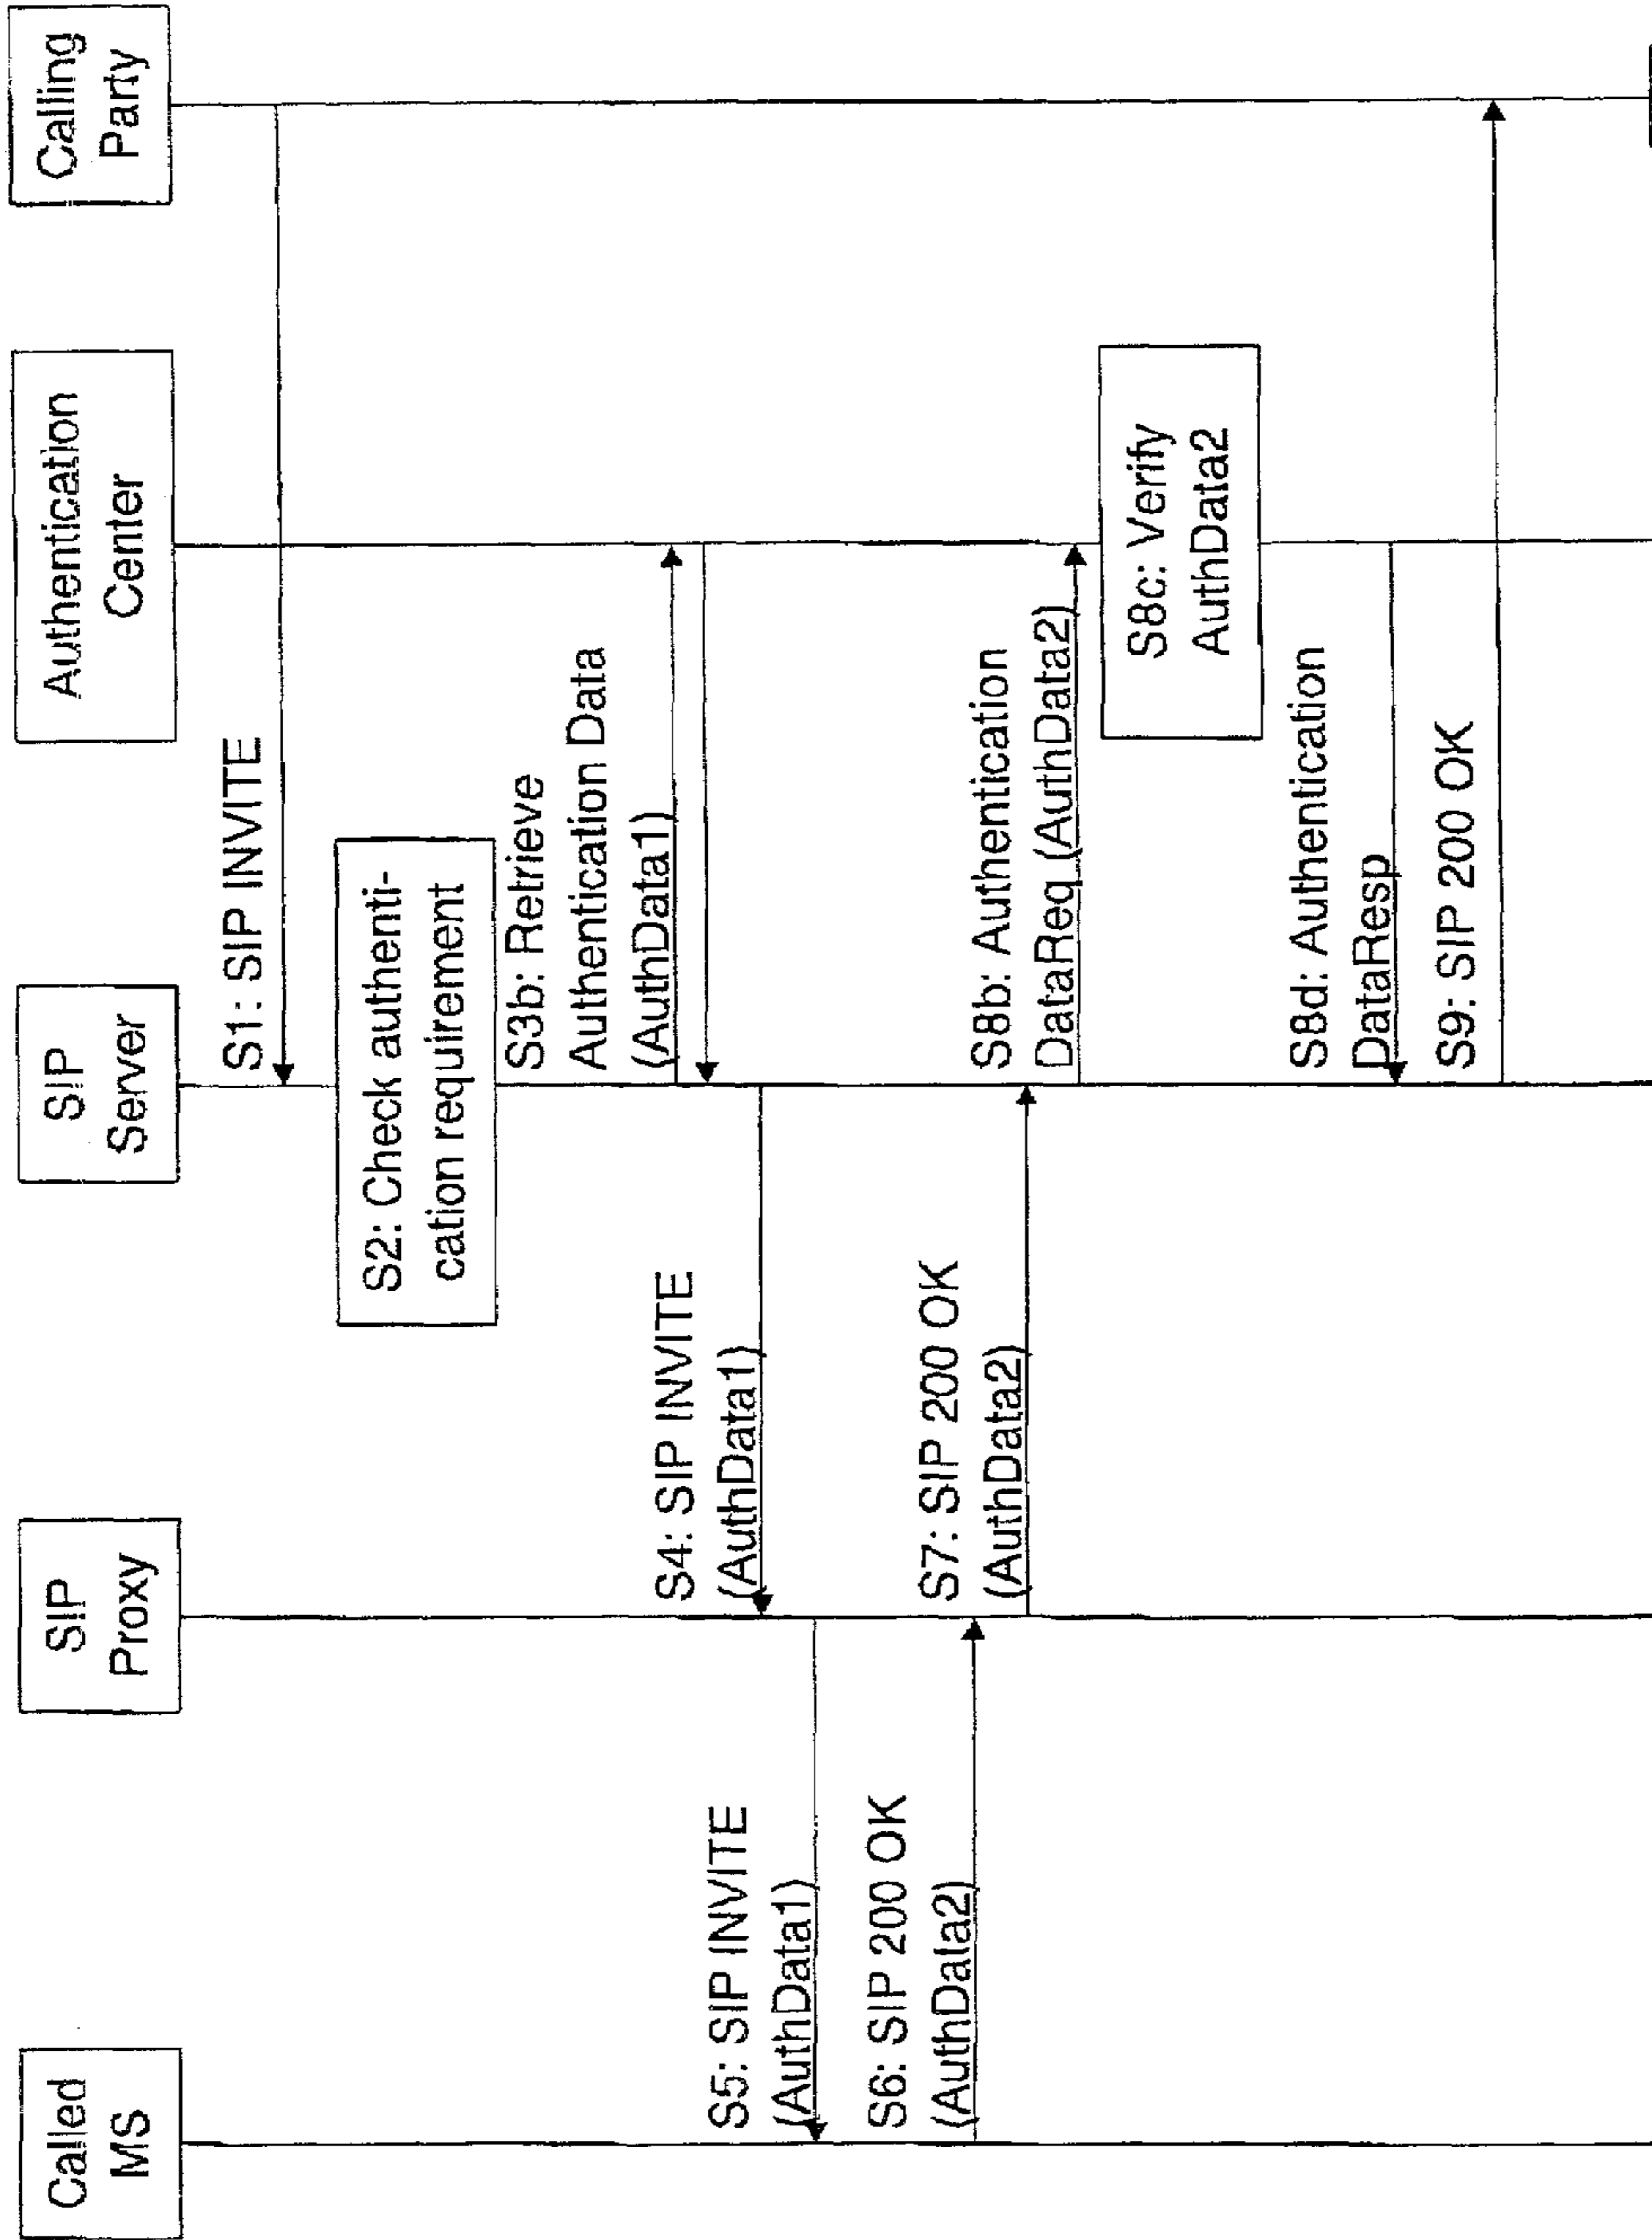 Called
MS
SIP
Proxy
SIP
Server
Authentication
Center
Calling
Party
S1: SIP INVITE
S2: Check authenti-
cation requirement
S3b: Retrieve
Authentication Data
(AuthData1)
S4: SIP INVITE
(AuthData1)
S5: SIP INVITE
(AuthData1)
S6: SIP 200 OK
(AuthData2)
S7: SIP 200 OK
(AuthData2)
S8b: Authentication
DataReq (AuthData2)
S8c: Verify
AuthData2
S8d: Authentication
DataResp
S9: SIP 200 OK